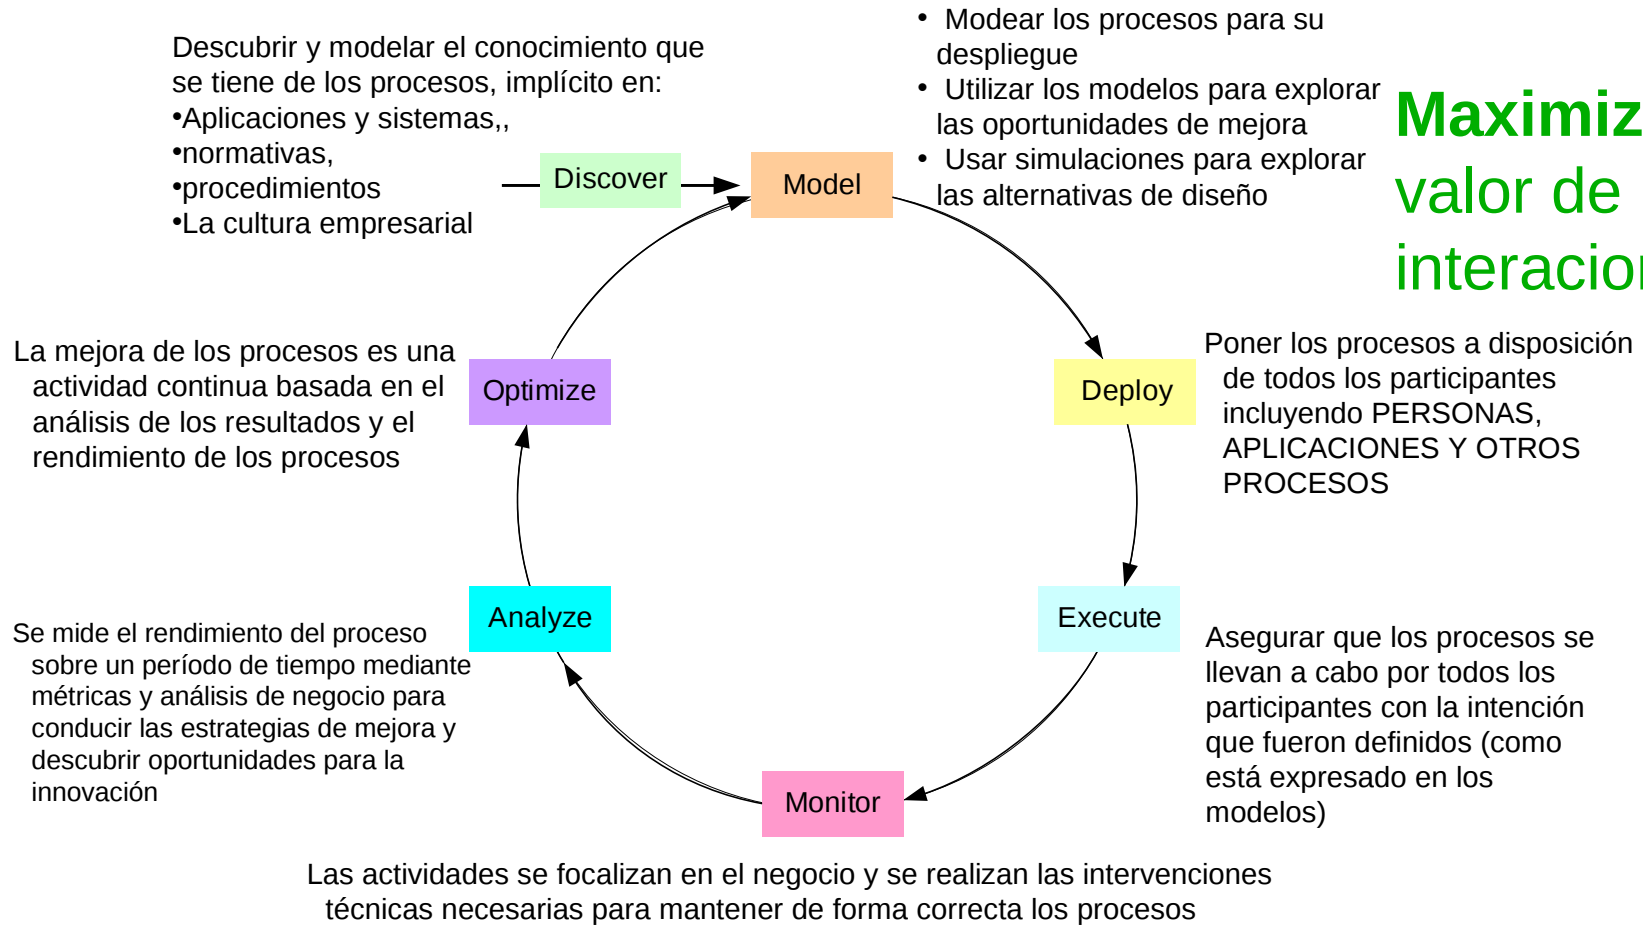 Descubrir y modelar el conocimiento que
se tiene de los procesos, implícito en:
•Aplicaciones y sistemas,,
•normativas,
•procedimientos
•La cultura empresarial
Discover
Model
• Modear los procesos para su
despliegue
• Utilizar los modelos para explorar
las oportunidades de mejora
• Usar simulaciones para explorar
las alternativas de diseño
valor de
La mejora de los procesos es una
actividad continua basada en el
análisis de los resultados y el
rendimiento de los procesos
Optimize
Deploy
Poner los procesos a disposición
de todos los participantes
incluyendo PERSONAS,
APLICACIONES Y OTROS
PROCESOS
Analyze
Execute
Se mide el rendimiento del proceso
sobre un período de tiempo mediante
métricas y análisis de negocio para
conducir las estrategias de mejora y
descubrir oportunidades para la
innovación
Asegurar que los procesos se
llevan a cabo por todos los
participantes con la intención
que fueron definidos (como
está expresado en los
modelos)
Monitor
Las actividades se focalizan en el negocio y se realizan las intervenciones
técnicas necesarias para mantener de forma correcta los procesos